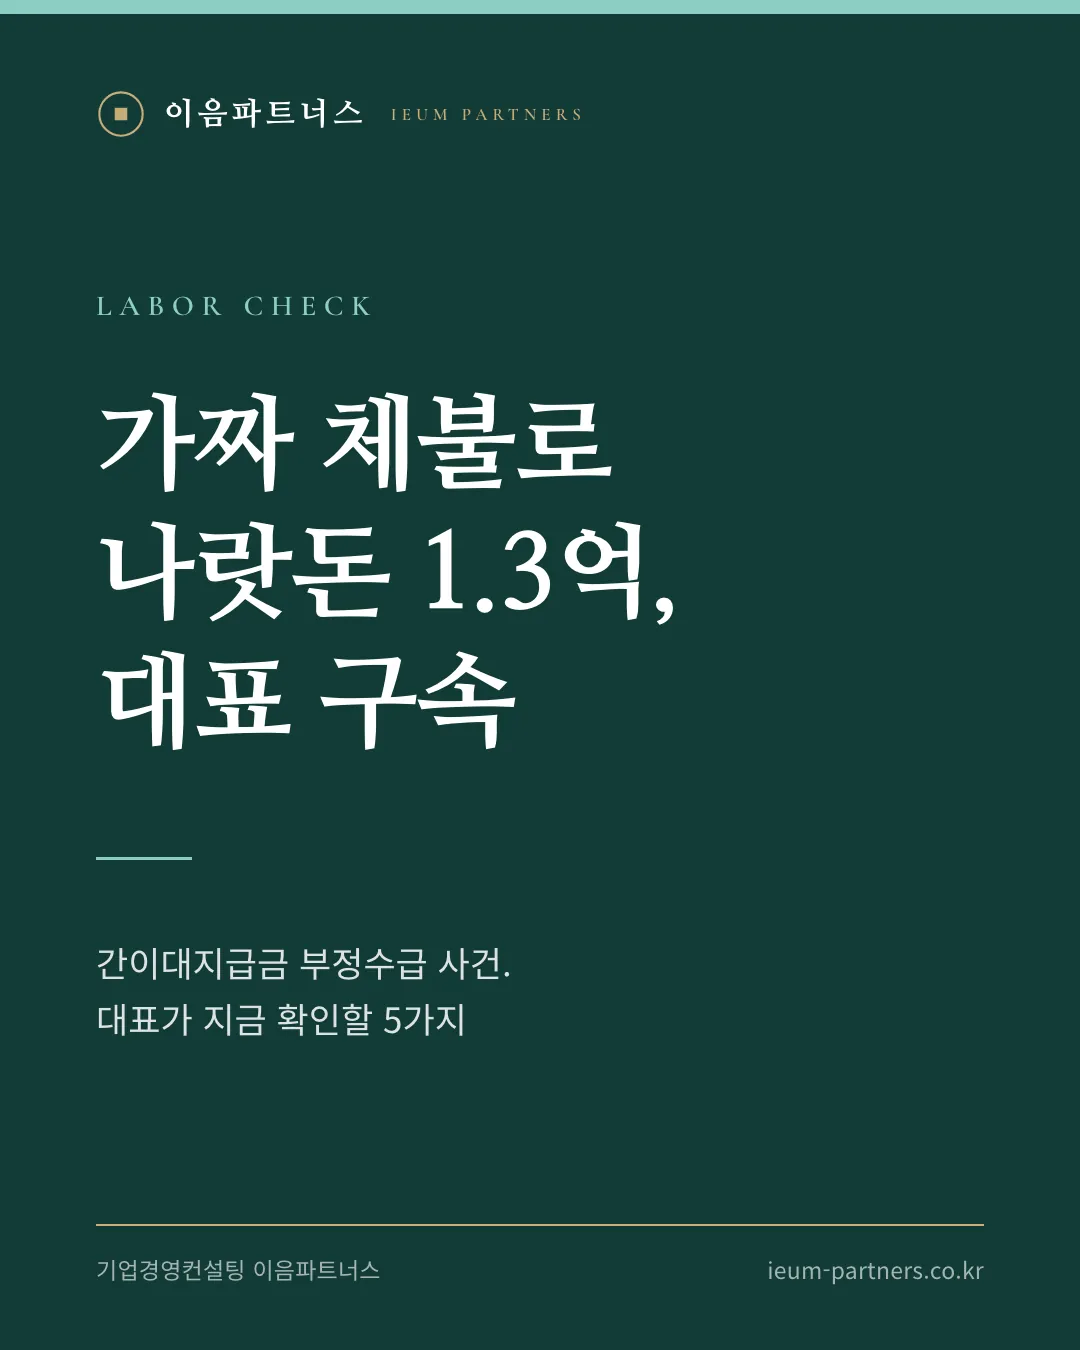 이음파트너스 IEUM PARTNERS
LABOR CHECK
가짜 체불로
나랏돈 1.3억,
대표 구속
간이대지급금 부정수급 사건.
대표가 지금 확인할 5가지
기업경영컨설팅 이음파트너스 ieum-partners.co.kr